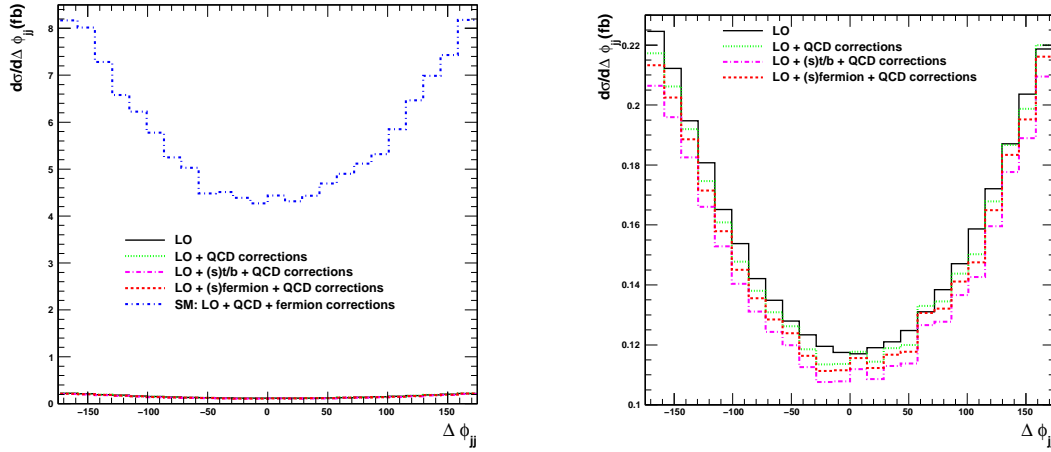 dσ/dΔ ϕjj(fb)
8
7
6
5
4
3
2
1
0
LO
LO + QCD corrections
LO + (s)t/b + QCD corrections
LO + (s)fermion + QCD corrections
SM: LO + QCD + fermion corrections
-150 -100 -50 0 50 100 150
Δ ϕjj
dσ/dΔ ϕjj(fb)
0.22
0.2
0.18
0.16
0.14
0.12
0.1
LO
LO + QCD corrections
LO + (s)t/b + QCD corrections
LO + (s)fermion + QCD corrections
-150 -100 -50 0 50 100 150
Δ ϕj